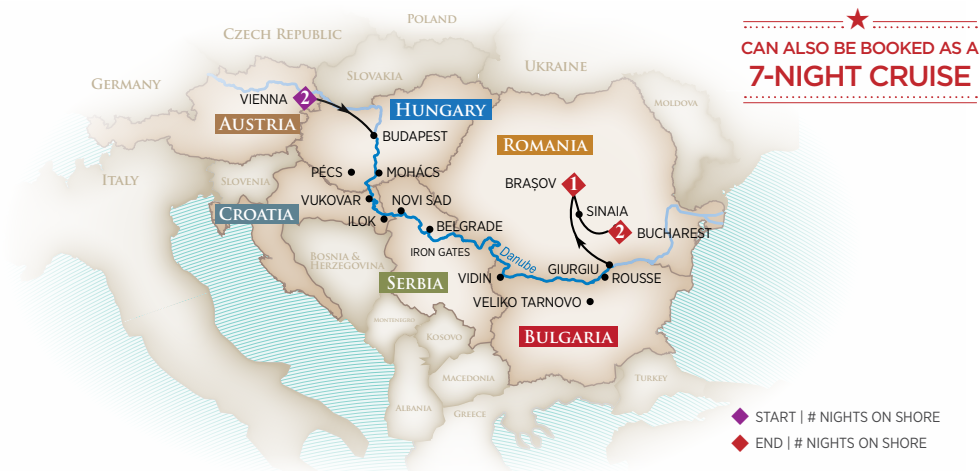 CAN ALSO BE BOOKED AS A
7-NIGHT CRUISE
POLAND
CZECH REPUBLIC
UKRAINE
GERMANY
SLOVAKIA
VIENNA
2
MOLDOVA
HUNGARY
AUSTRIA
BUDAPEST
ROMANIA
ITALY
PÉCS
MOHÁCS
SLOVENIA
BRAȘOV
1
VUKOVAR
NOVI SAD
CROATIA
ILOK
SINAIA
BELGRADE
2
BUCHAREST
IRON GATES
BOSNIA &
HERZEGOVINA
Danube
GIURGIU
SERBIA
VIDIN
ROUSSE
VELIKO TARNOVO
MONTENEGRO
KOSOVO
BULGARIA
MACEDONIA
TURKEY
ALBANIA
GREECE
START | # NIGHTS ON SHORE
END | # NIGHTS ON SHORE